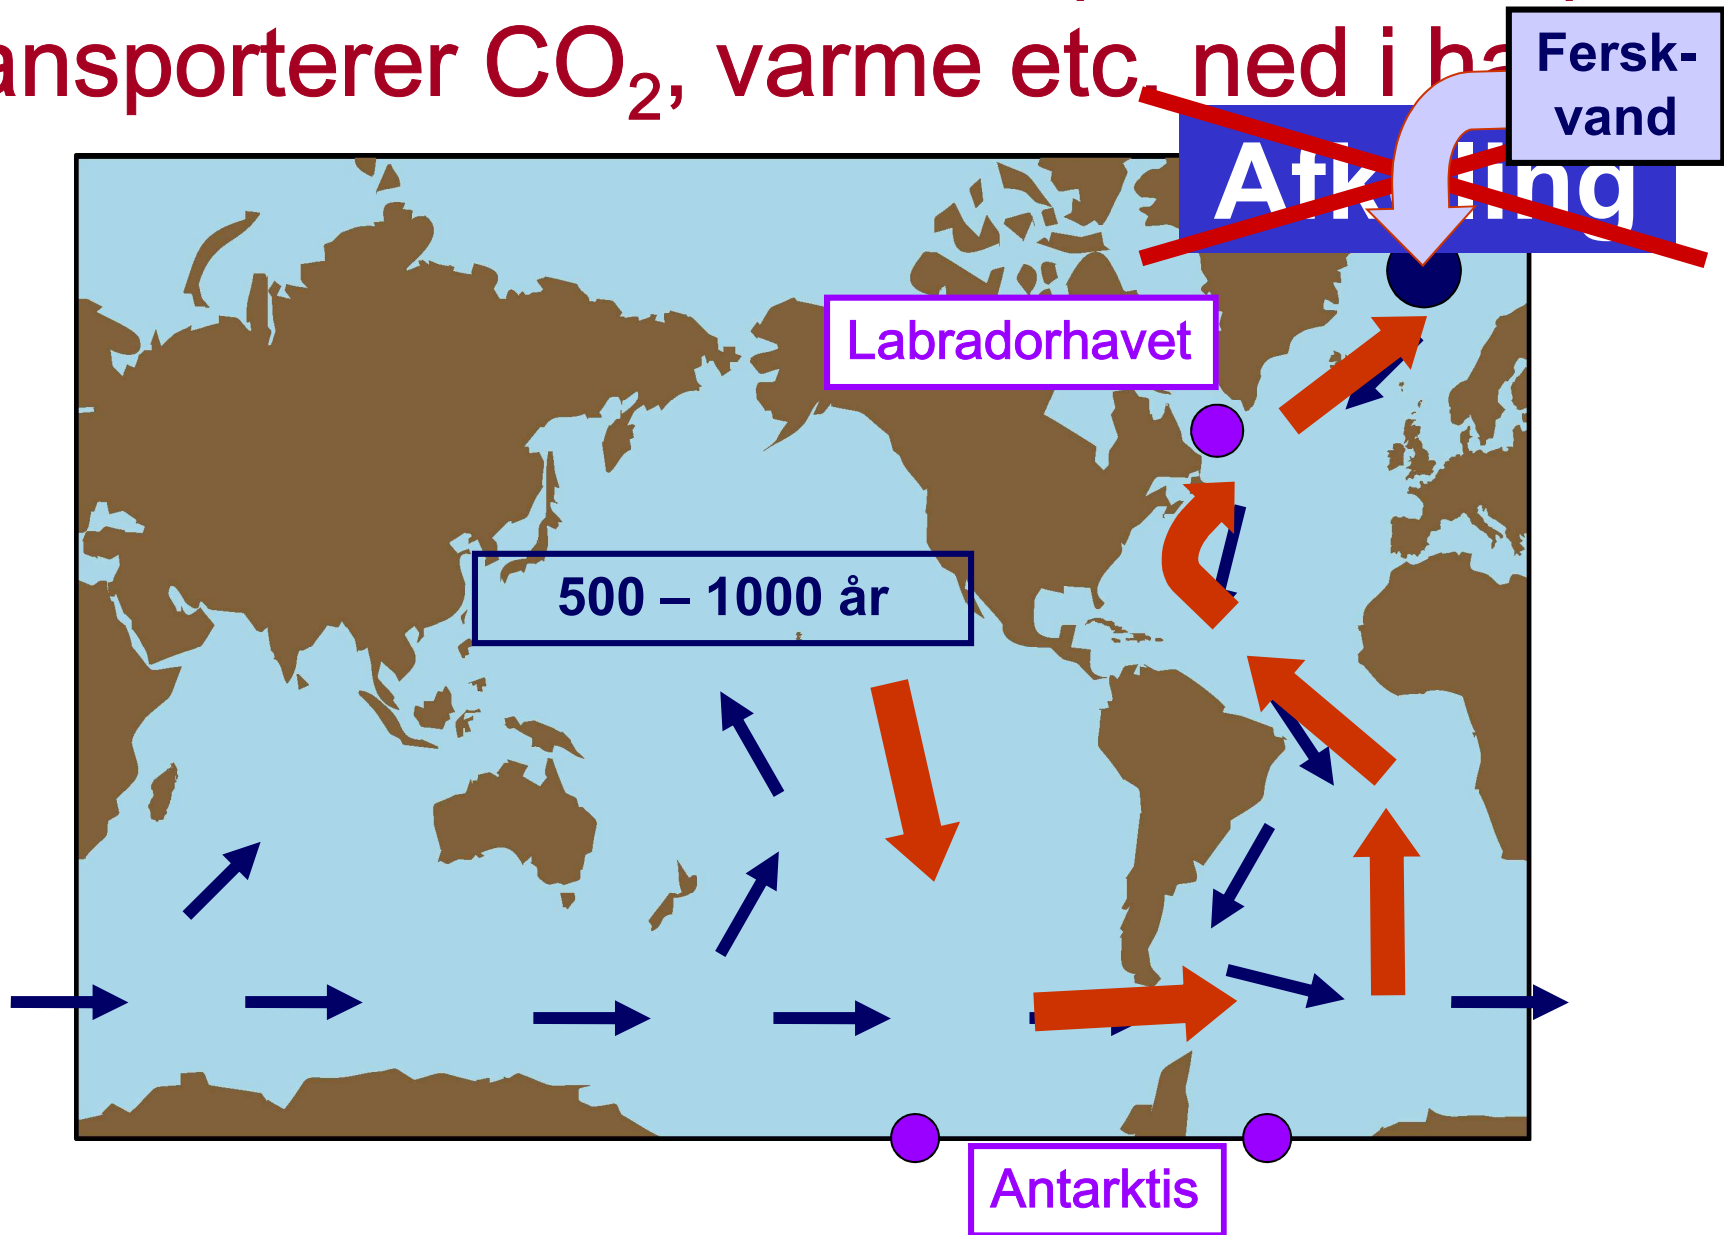 ansporterer CO₂, varme etc. ned i ha
Fersk-
vand
Labradorhavet
500 – 1000 år
Antarktis